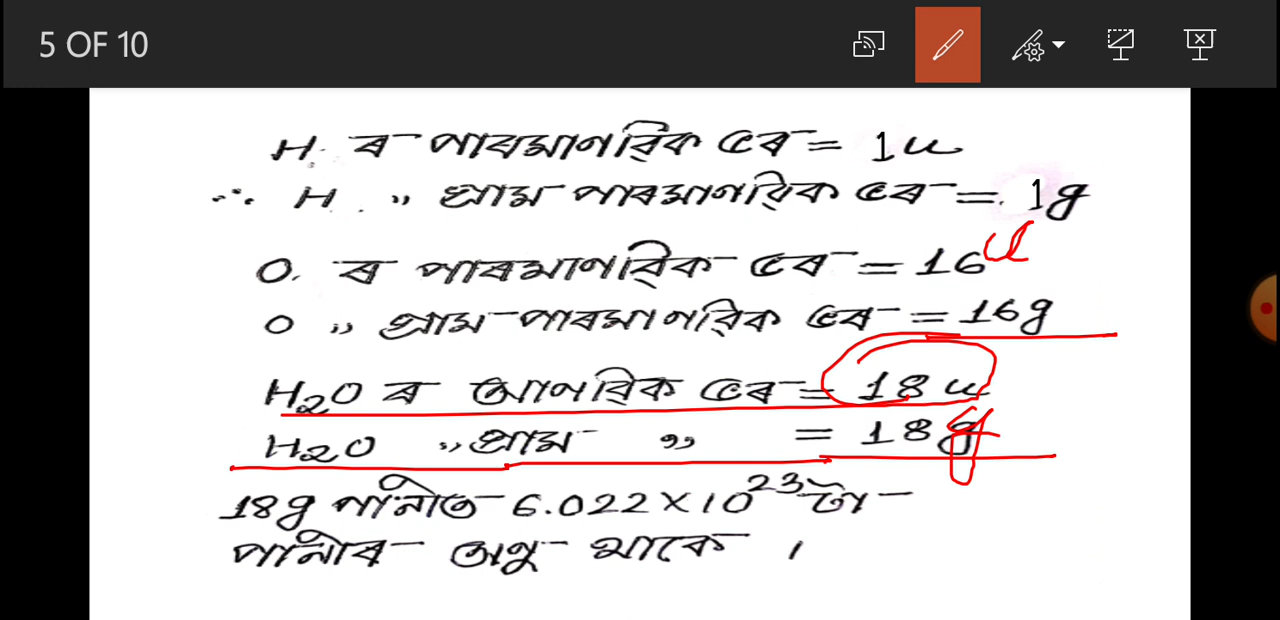 5 OF 10
H. ৰ পাৰমাণৱিক ভৰ = 1u
∴ H. ,, গ্ৰাম পাৰমাণৱিক ভৰ = 1g
O. ৰ পাৰমাণৱিক ভৰ = 16u
O ,, গ্ৰাম পাৰমাণৱিক ভৰ = 16g
H₂O ৰ আণৱিক ভৰ = 18u
H₂O ,, গ্ৰাম ,, = 18g
18g পানীত 6.022×10²³ টা
পানীৰ অণু থাকে ।